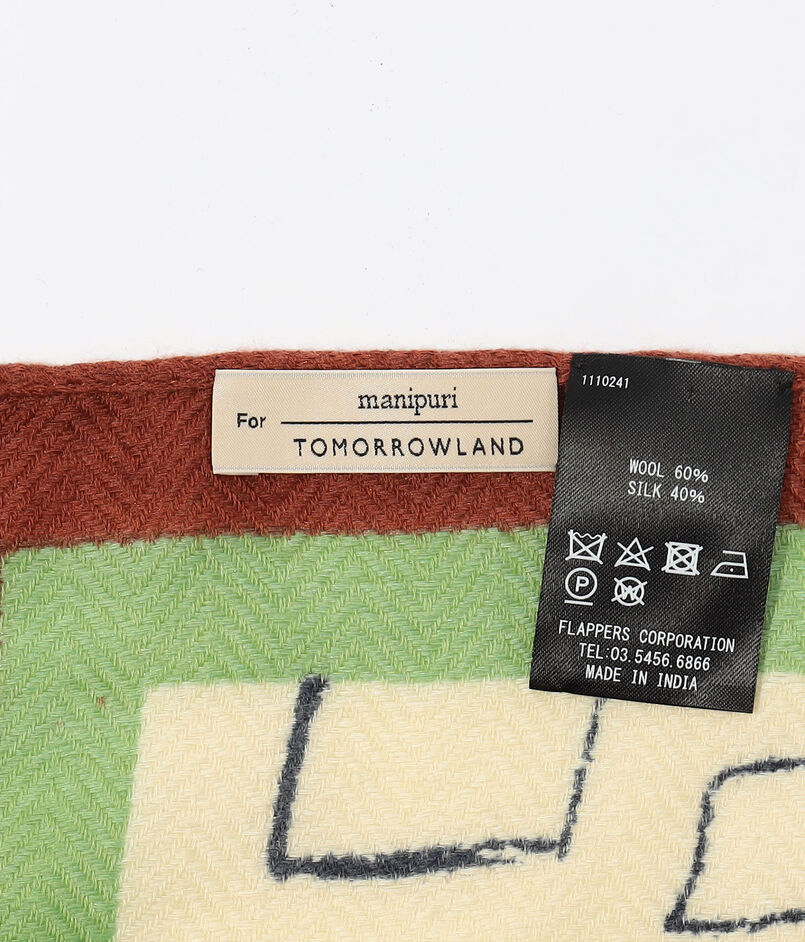 For
manipuri
TOMORROWLAND
1110241
WOOL 60%
SILK 40%
P
W
FLAPPERS CORPORATION
TEL:03.5456.6866
MADE IN INDIA